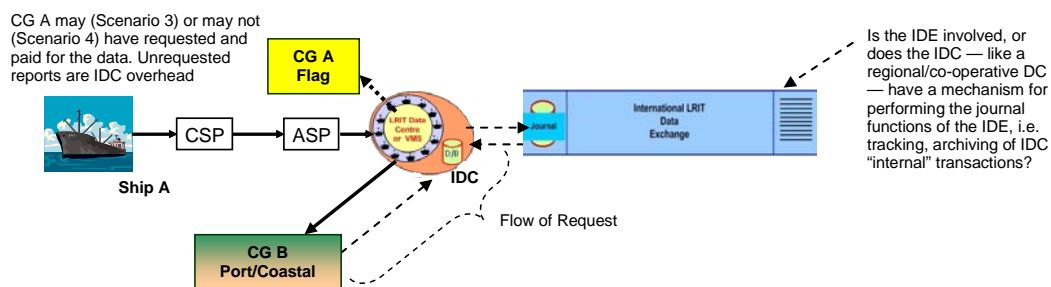 CG A may (Scenario 3) or may not
(Scenario 4) have requested and
paid for the data. Unrequested
reports are IDC overhead
CG A
Flag
Is the IDE involved, or
does the IDC — like a
regional/co-operative DC
— have a mechanism for
performing the journal
functions of the IDE, i.e.
tracking, archiving of IDC
“internal” transactions?
Ship A
CSP
ASP
LRIT Data
Centre
or VMS
D/B
IDC
Journal
International LRIT
Data
Exchange
Flow of Request
CG B
Port/Coastal